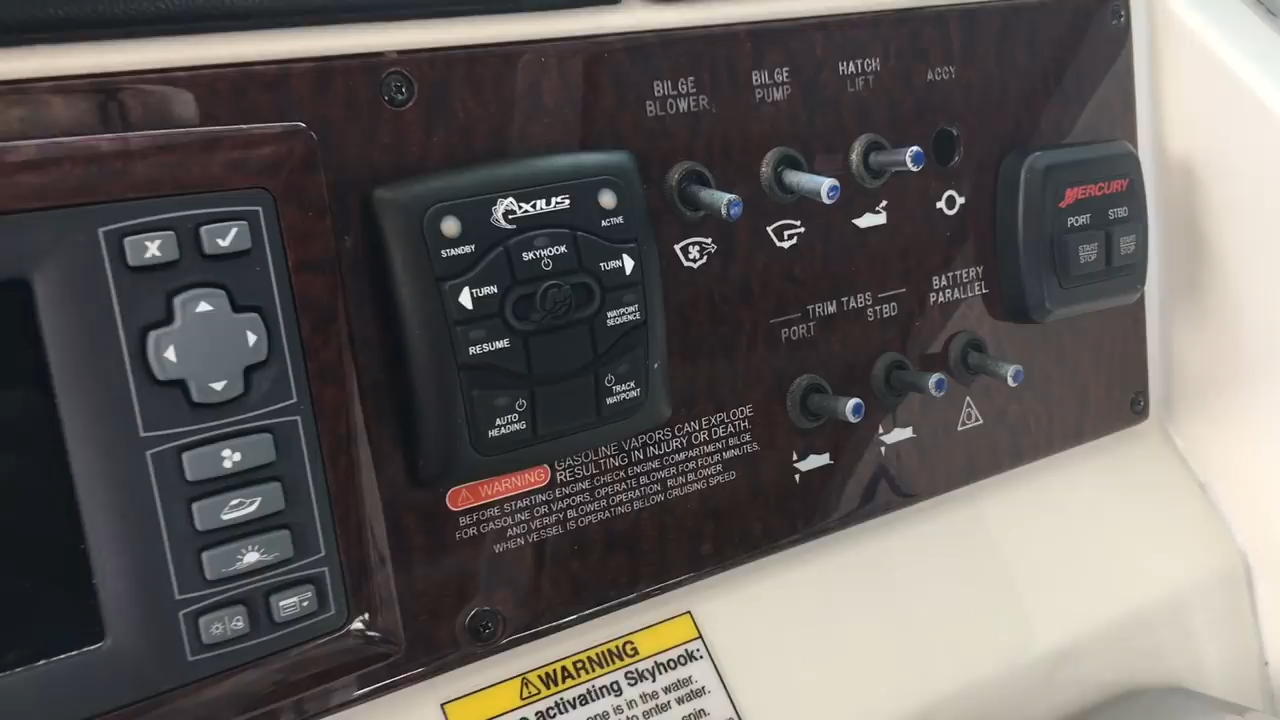 BILGE
BLOWER
BILGE
PUMP
HATCH
LIFT
ACCY
AXIUS
STANDBY
ACTIVE
SKYHOOK
TURN
TURN
WAYPOINT
SEQUENCE
RESUME
TRACK
WAYPOINT
AUTO
HEADING
MERCURY
PORT STBD
START
STOP
START
STOP
TRIM TABS
PORT STBD
BATTERY
PARALLEL
WARNING
GASOLINE VAPORS CAN EXPLODE
RESULTING IN INJURY OR DEATH.
BEFORE STARTING ENGINE CHECK ENGINE COMPARTMENT BILGE
FOR GASOLINE OR VAPORS, OPERATE BLOWER FOR FOUR MINUTES,
AND VERIFY BLOWER OPERATION. RUN BLOWER
WHEN VESSEL IS OPERATING BELOW CRUISING SPEED
WARNING
activating Skyhook:
one is in the water.
to enter water.
spin.